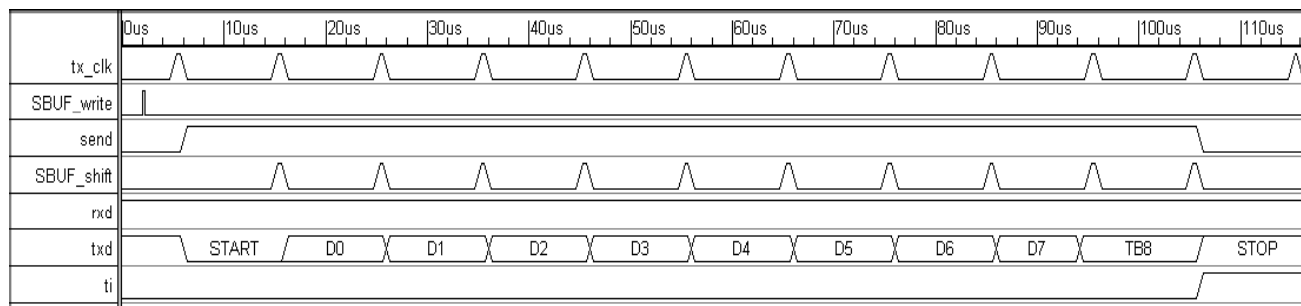 0us 10us 20us 30us 40us 50us 60us 70us 80us 90us 100us 110us
tx_clk
SBUF_write
send
SBUF_shift
rxd
txd START D0 D1 D2 D3 D4 D5 D6 D7 TB8 STOP
ti